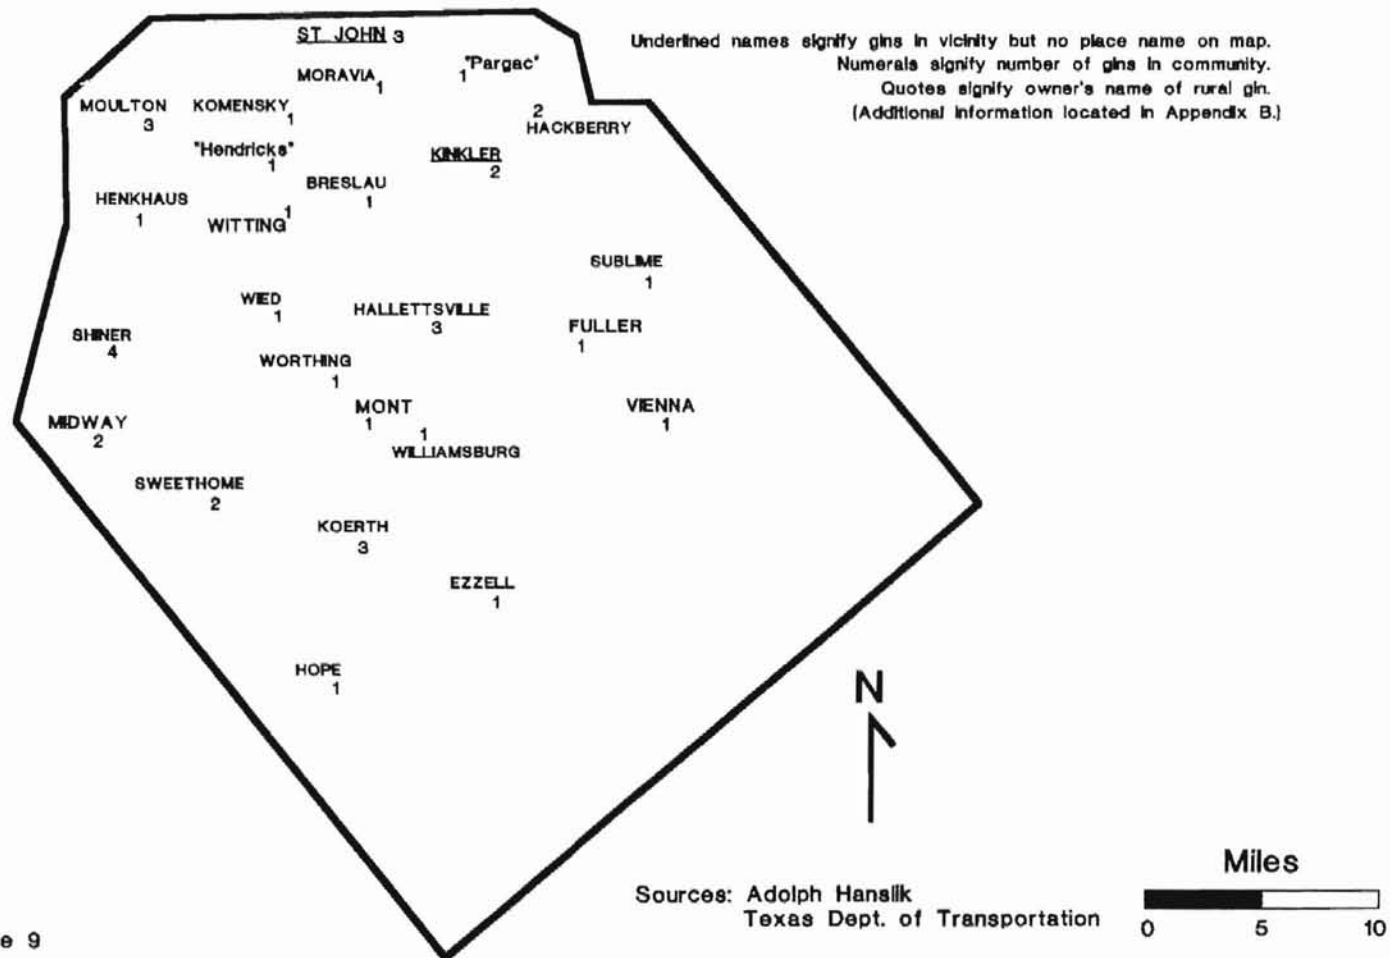 ST JOHN 3
Underlined names signify gins in vicinity but no place name on map.
Numerals signify number of gins in community.
Quotes signify owner's name of rural gin.
(Additional information located in Appendix B.)
MORAVIA
1
"Pargac"
1
MOULTON
3
KOMENSKY
1
2
HACKBERRY
"Hendricks"
1
KINKLER
2
BRESLAU
1
HENKHAUS
1
1
WITTING
SUBLIME
1
WIED
1
HALLETTSVILLE
3
FULLER
1
SHINER
4
WORTHING
1
MONT
1
VIENNA
1
MIDWAY
2
1
WILLIAMSBURG
SWEETHOME
2
KOERTH
3
EZZELL
1
HOPE
1
N
Miles
0 5 10
Sources: Adolph Hanslik
Texas Dept. of Transportation
e 9